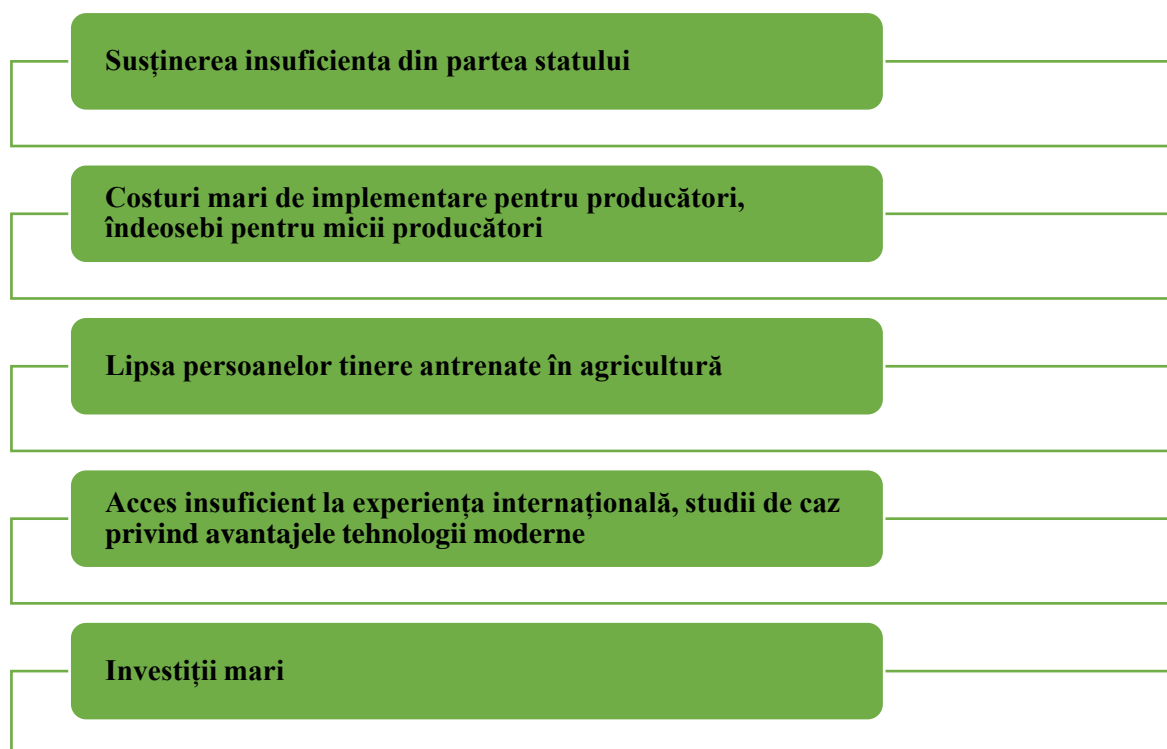 Susținerea insuficienta din partea statului
Costuri mari de implementare pentru producători,
îndeosebi pentru micii producători
Lipsa persoanelor tinere antrenate în agricultură
Acces insuficient la experiența internațională, studii de caz
privind avantajele tehnologii moderne
Investiții mari